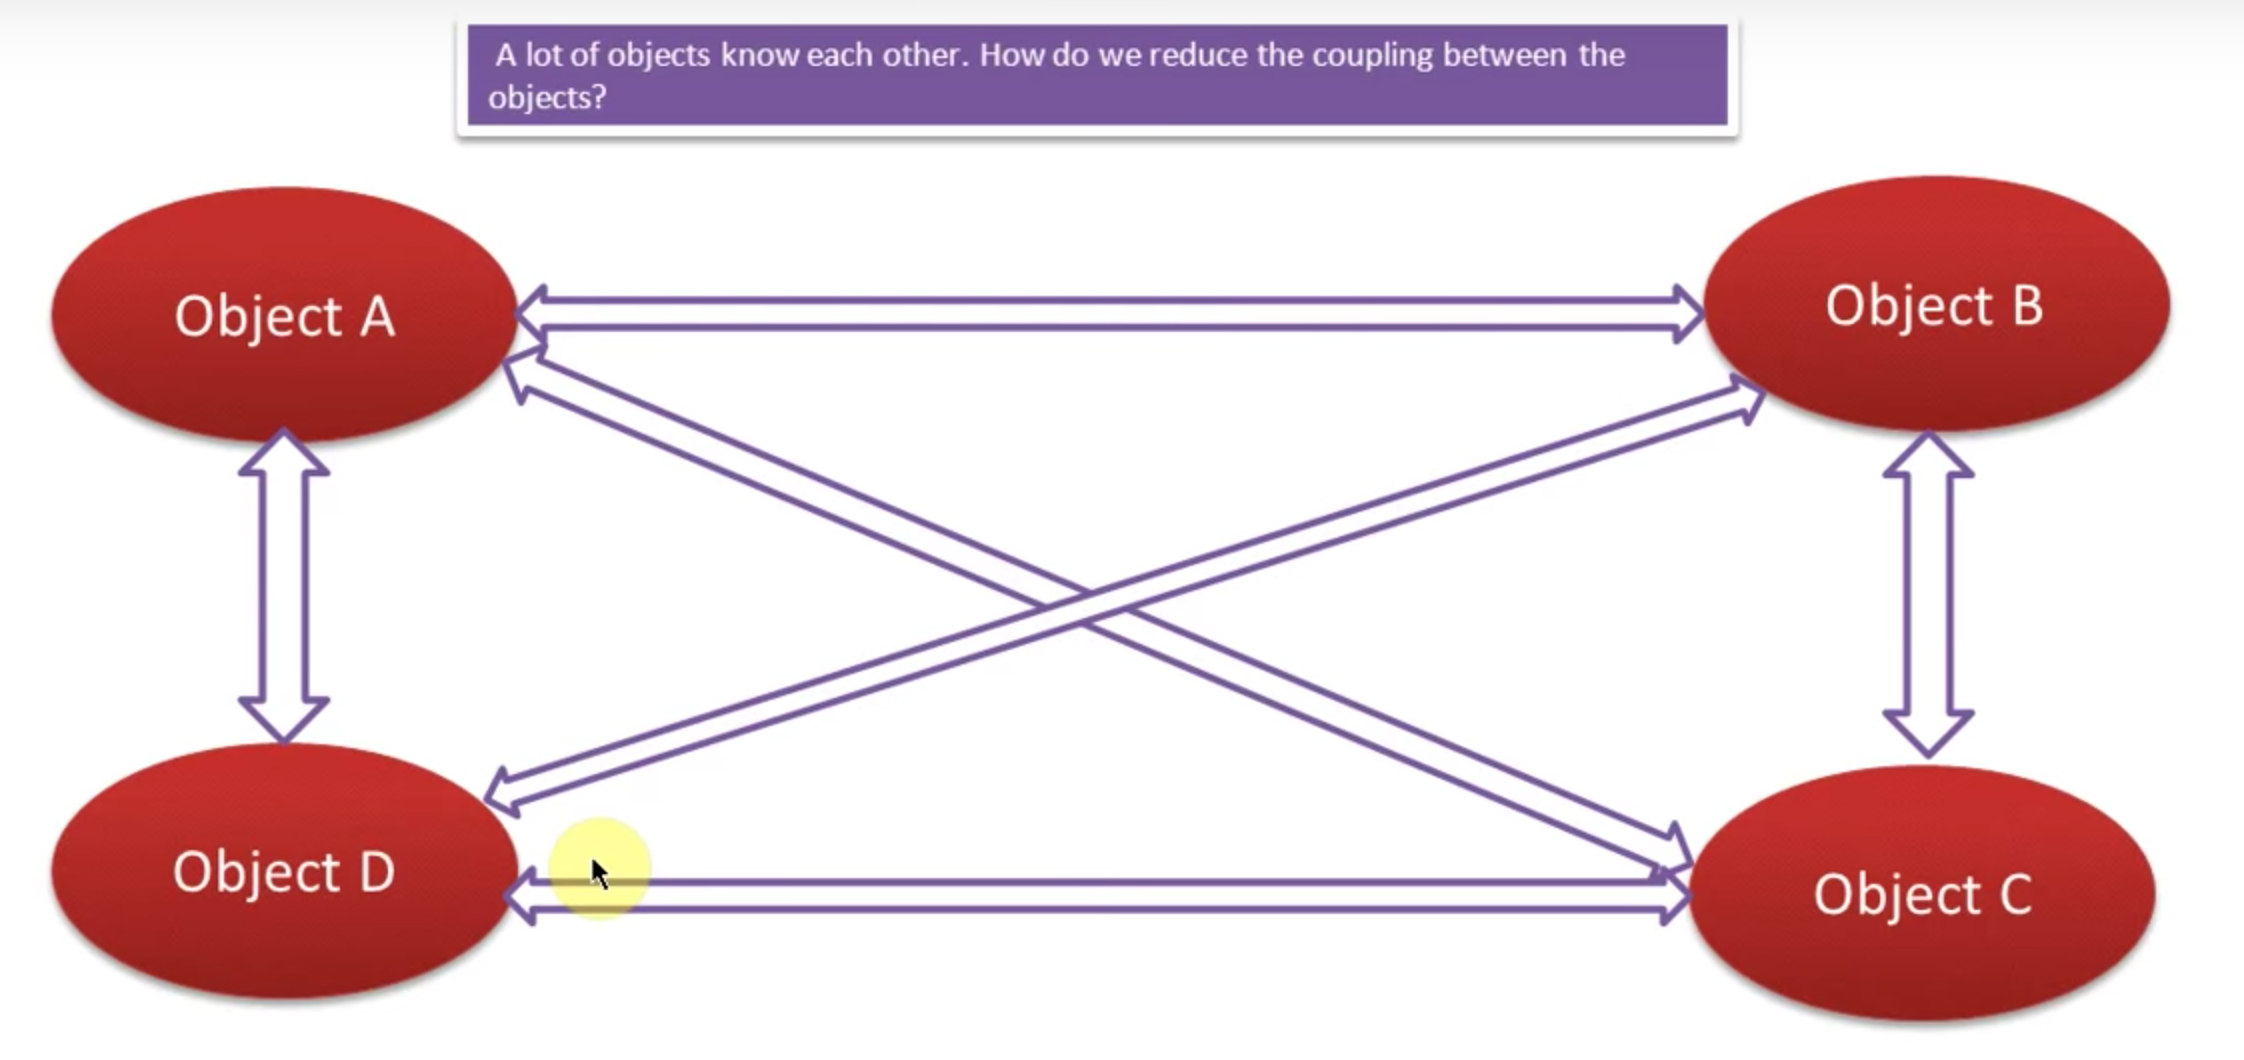 A lot of objects know each other. How do we reduce the coupling between the
objects?
Object A
Object B
Object D
Object C